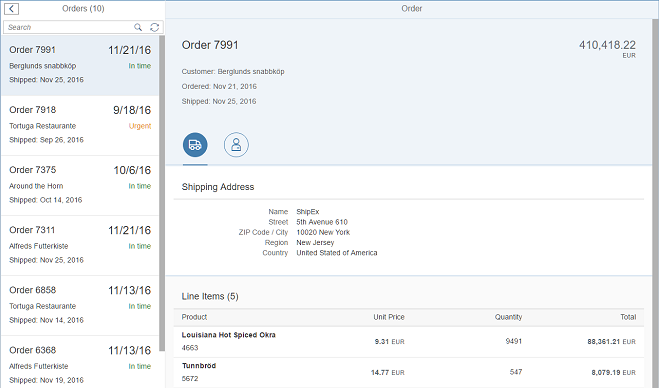 Orders (10)
Search
Order 7991 11/21/16
Berglunds snabbköp In time
Shipped: Nov 25, 2016
Order 7918 9/18/16
Tortuga Restaurante Urgent
Shipped: Sep 26, 2016
Order 7375 10/6/16
Around the Horn In time
Shipped: Oct 14, 2016
Order 7311 11/21/16
Alfreds Futterkiste In time
Shipped: Nov 25, 2016
Order 6858 11/13/16
Tortuga Restaurante In time
Shipped: Nov 14, 2016
Order 6368 11/13/16
Alfreds Futterkiste In time
Shipped: Nov 19, 2016
Order
Order 7991 410,418.22
EUR
Customer: Berglunds snabbköp
Ordered: Nov 21, 2016
Shipped: Nov 25, 2016
Shipping Address
Name ShipEx
Street 5th Avenue 610
ZIP Code / City 10020 New York
Region New Jersey
Country United Stated of America
Line Items (5)
Product Unit Price Quantity Total
Louisiana Hot Spiced Okra
4663 9.31 EUR 9491 88,361.21 EUR
Tunnbröd
5672 14.77 EUR 547 8,079.19 EUR